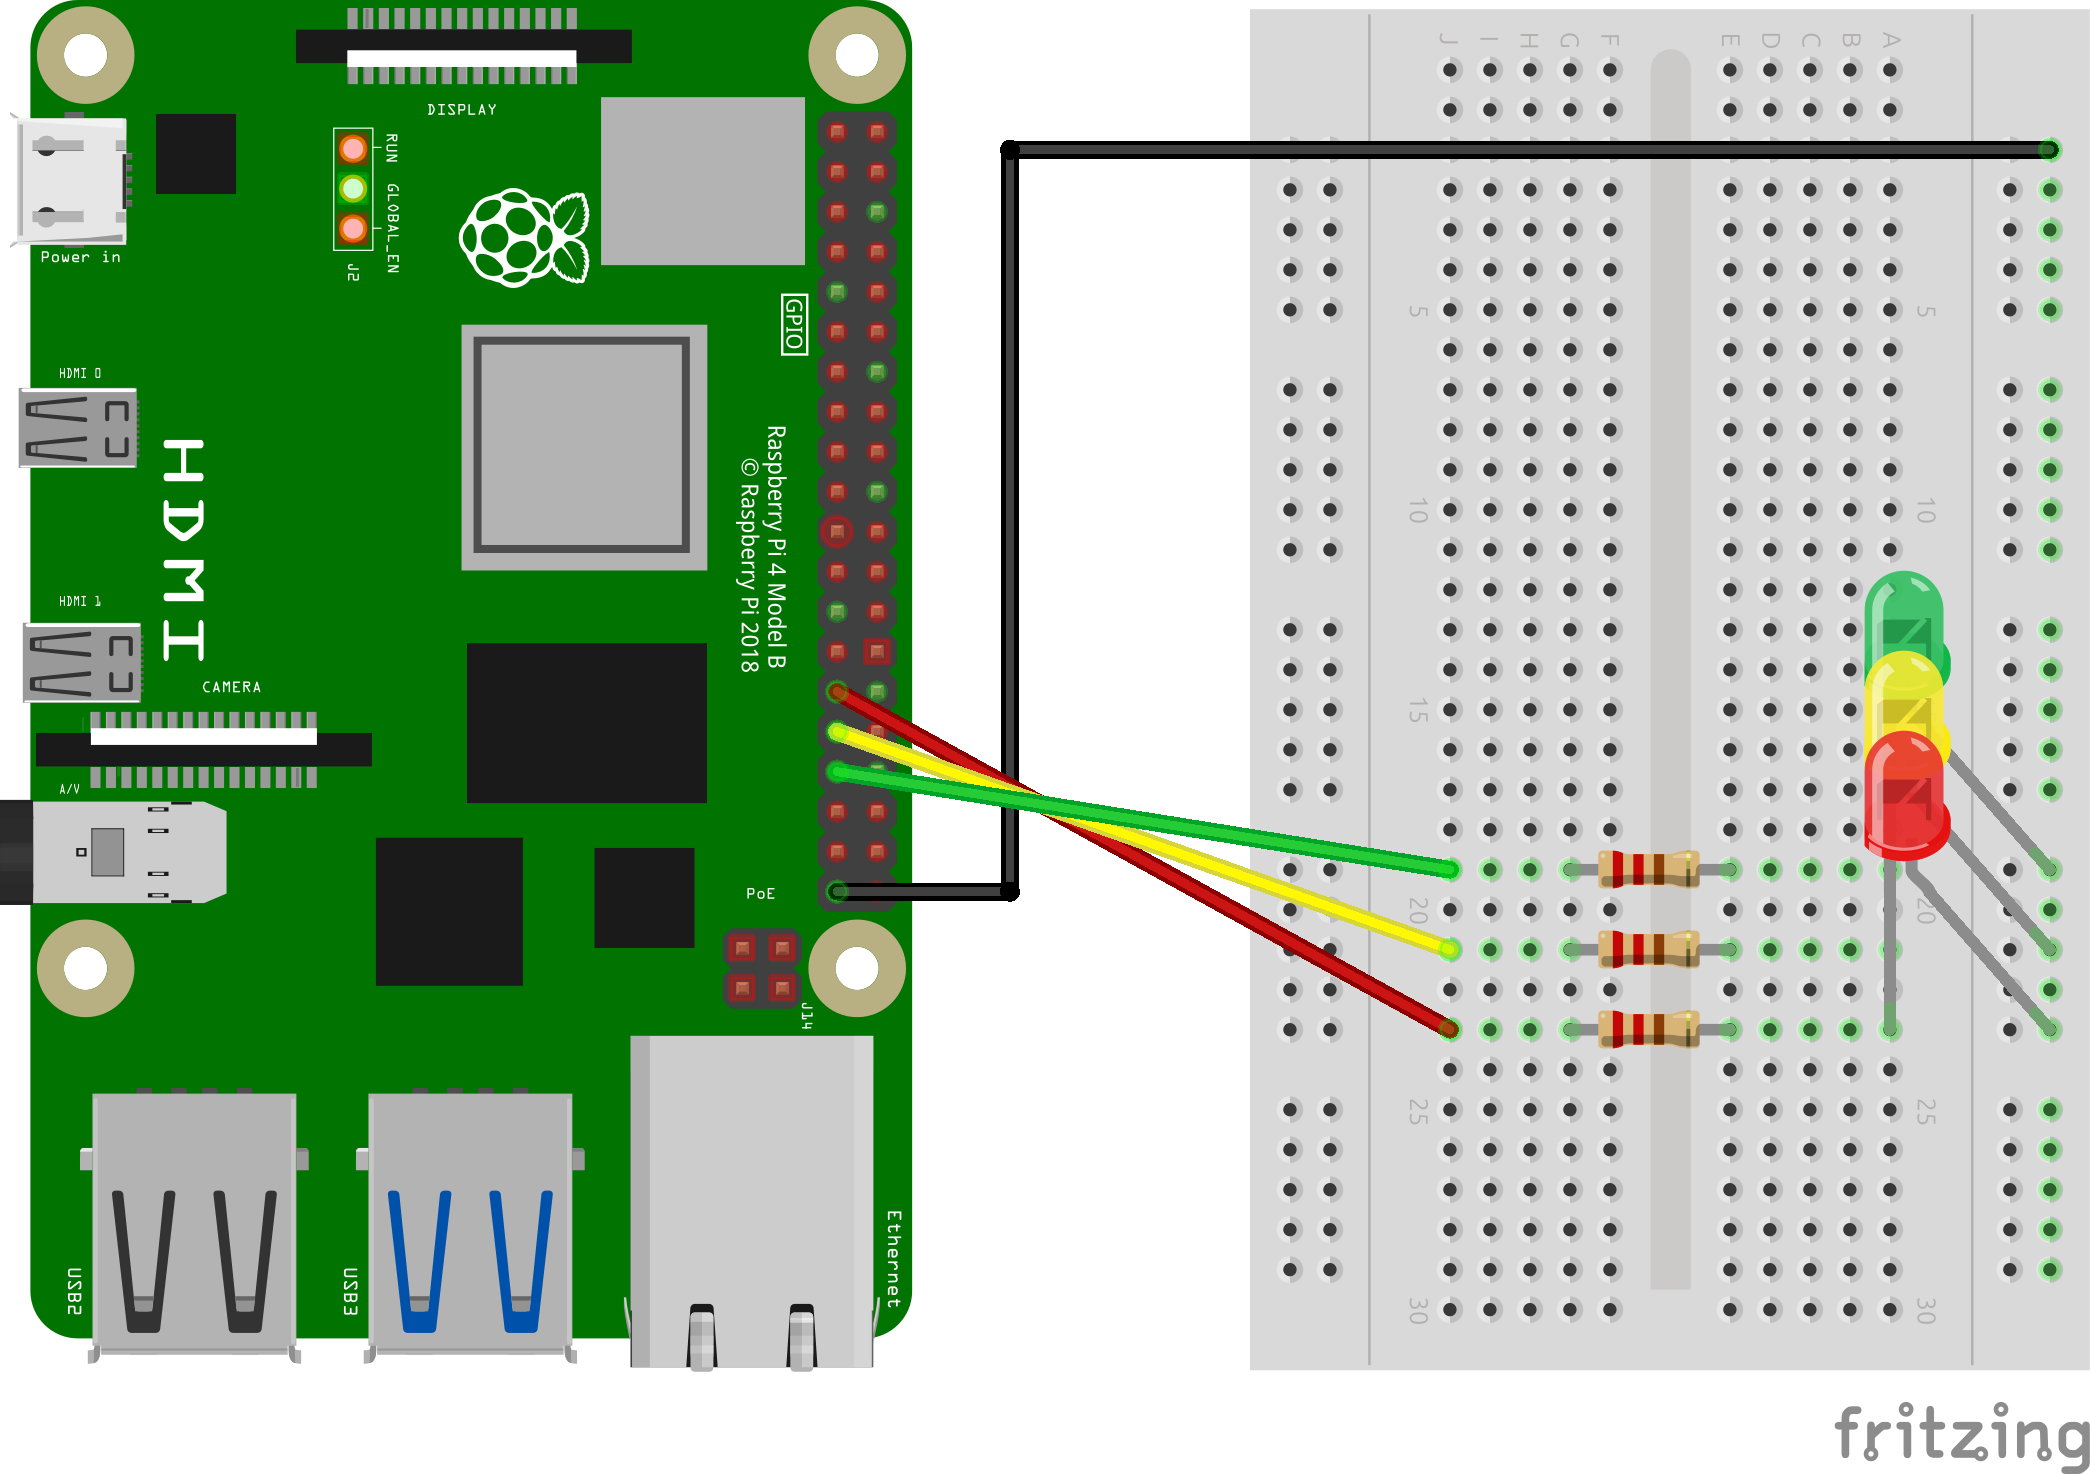 DISPLAY
RUN
GLOBAL_EN
J2
Power in
GPIO
HDMI 0
HDMI
Raspberry Pi 4 Model B
© Raspberry Pi 2018
HDMI 1
CAMERA
A/V
PoE
J14
USB2
USB3
Ethernet
J I H G F E D C B A
5 5
10 10
15
20 20
25 25
30 30
fritzing